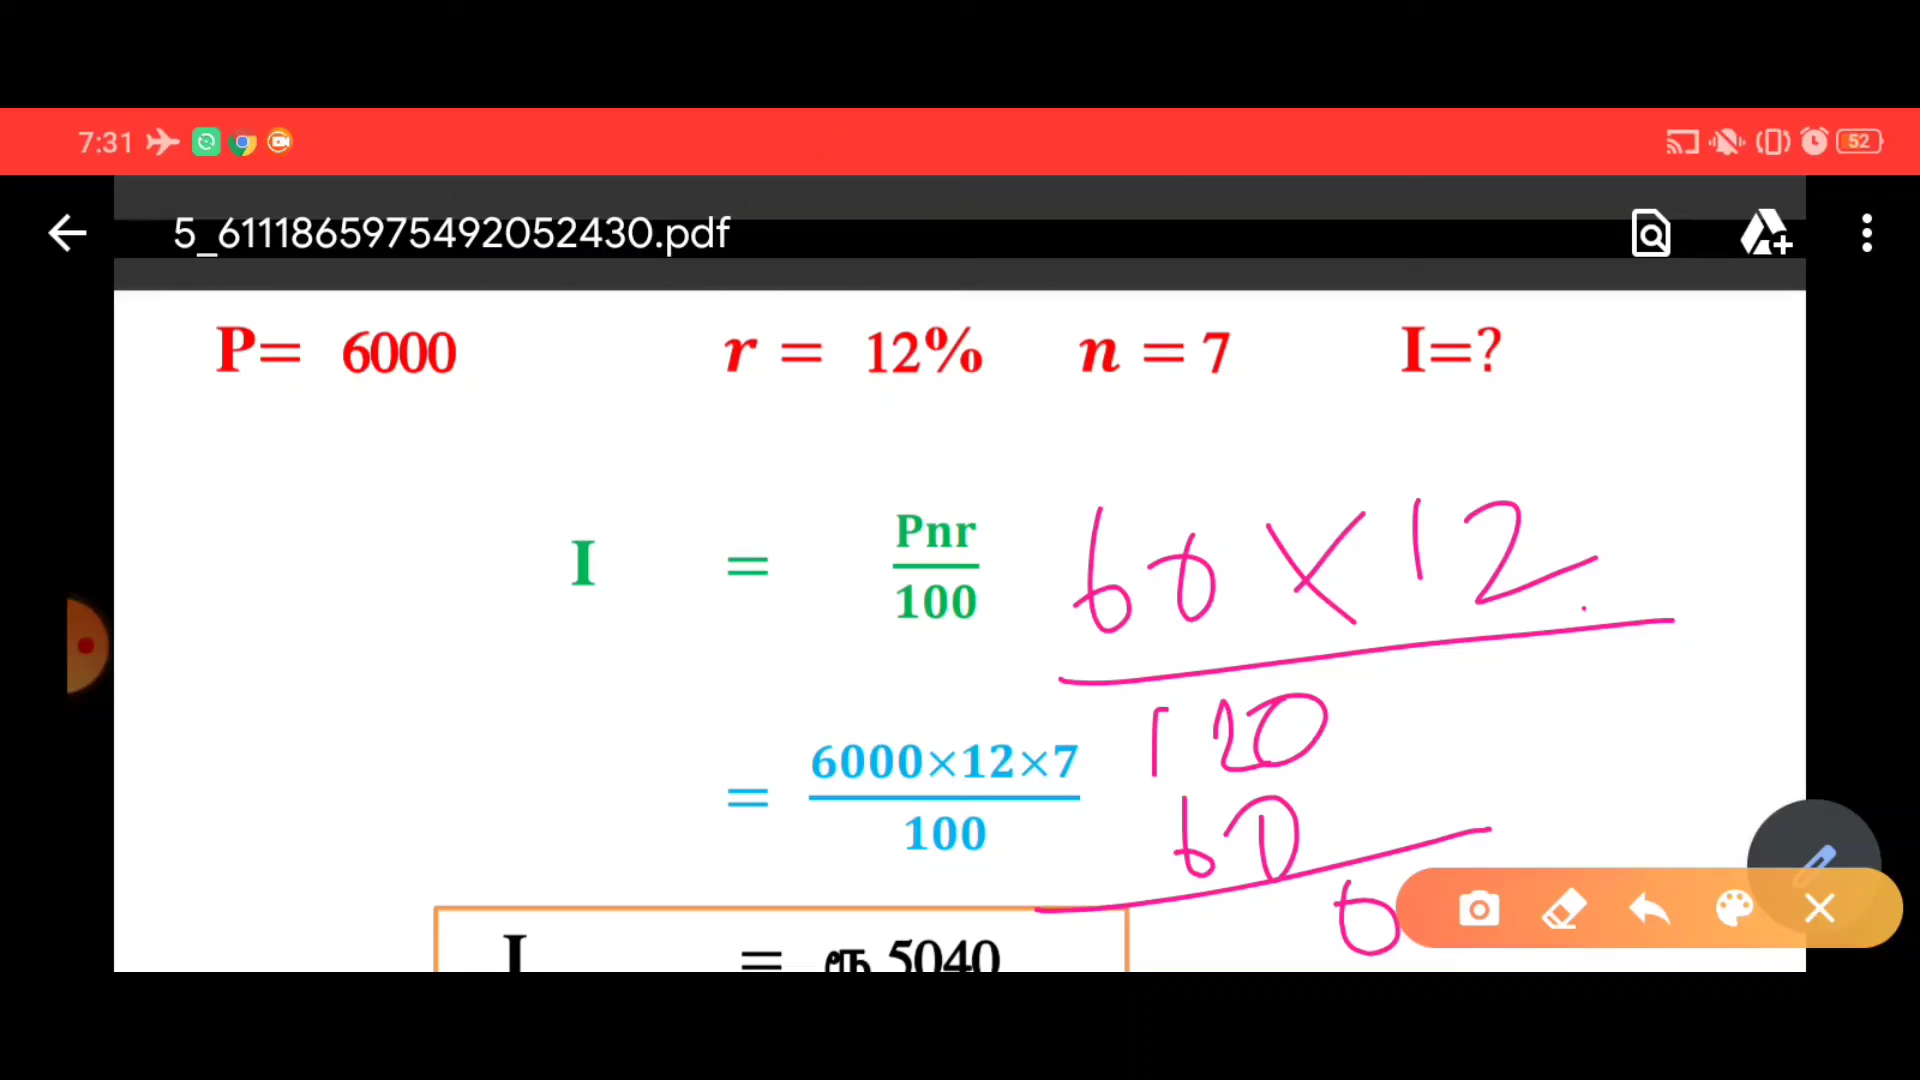 7:31 52
5_6111865975492052430.pdf
P= 6000 r = 12% n = 7 I=?
I = Pnr
100
60 X 12
= 6000×12×7
100
120
60
0
I = ரூ 5040